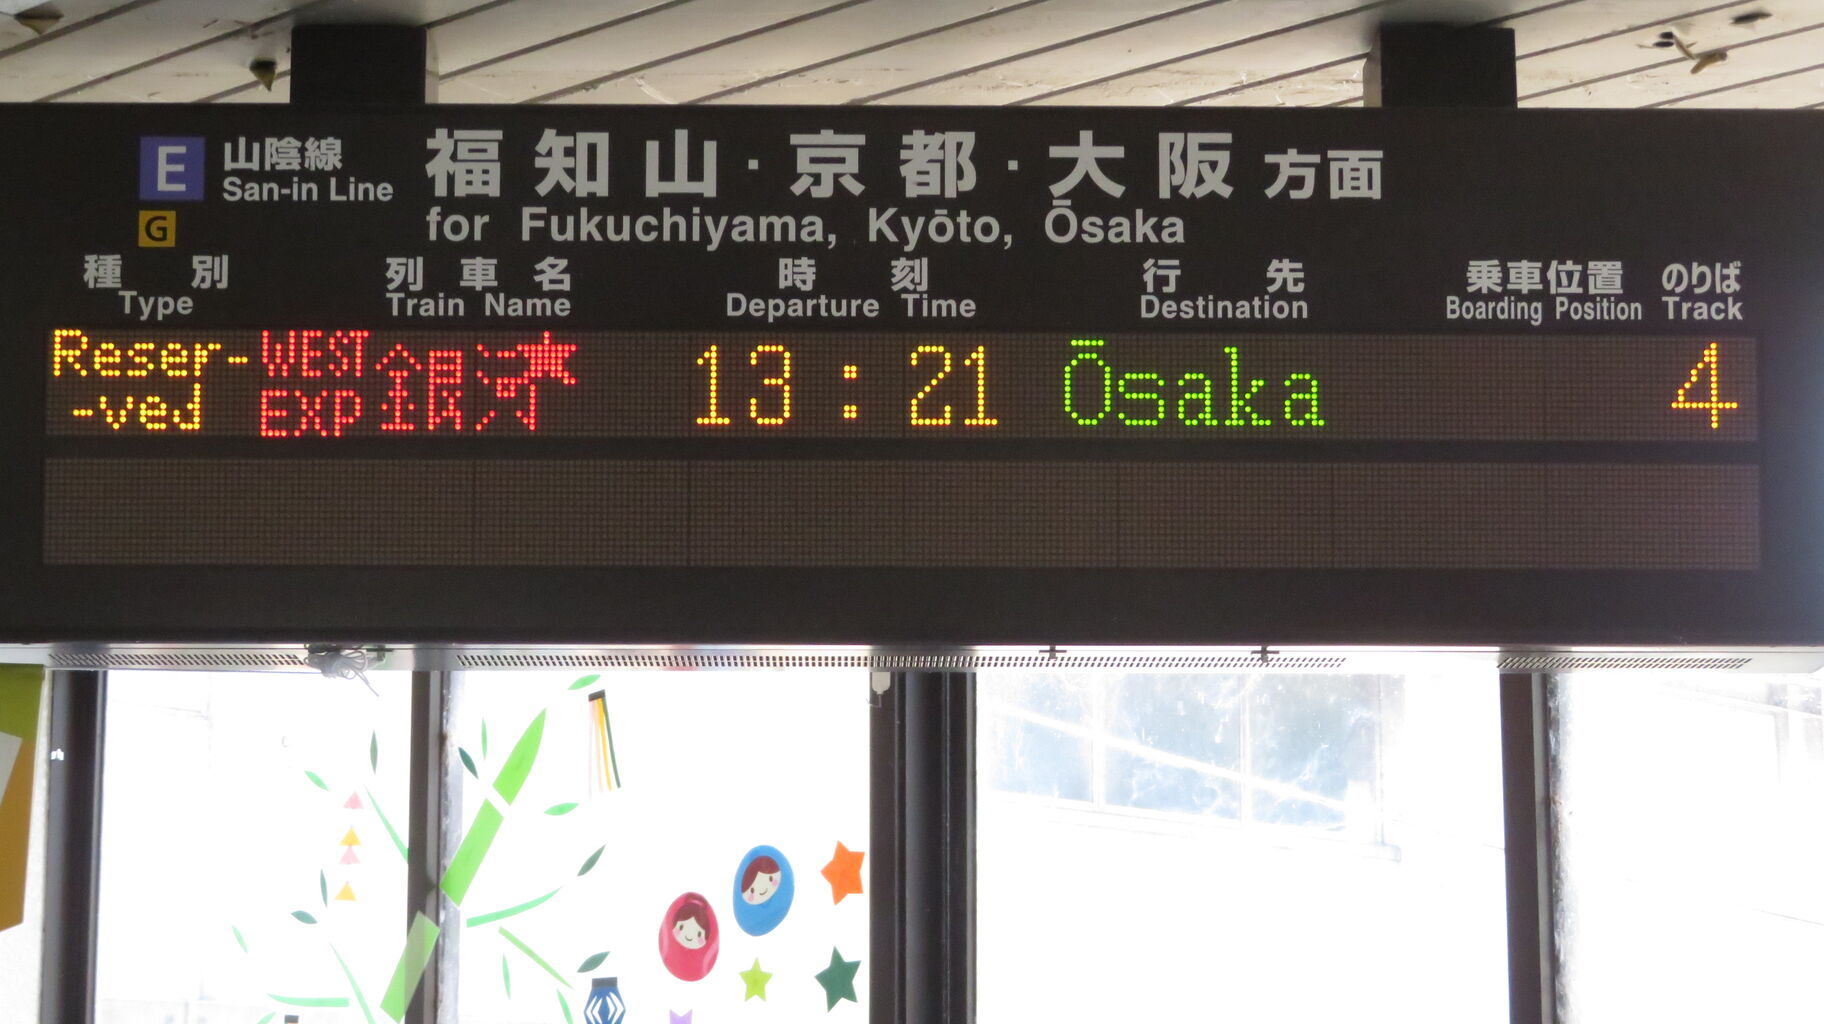 E 山陰線 福知山・京都・大阪 方面
San-in Line
G for Fukuchiyama, Kyōto, Ōsaka
種別 列車名 時刻 行先 乗車位置 のりば
Type Train Name Departure Time Destination Boarding Position Track
Reser- WEST 銀河★ 13:21 Ōsaka 4
-ved EXP